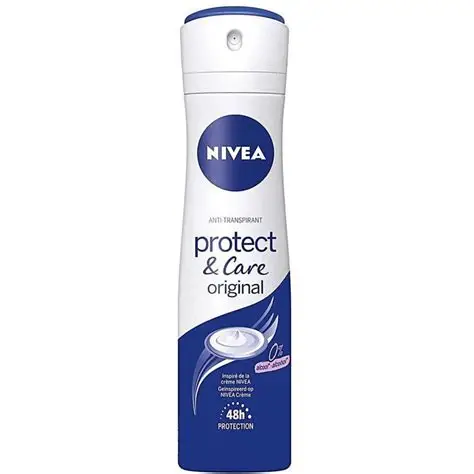 NIVEA
ANTI-TRANSPIRANT
protect
& Care
original
0%
alcool* - alcohol*
Inspiré de la
crème NIVEA
Geïnspireerd op
NIVEA Crème
48h
PROTECTION